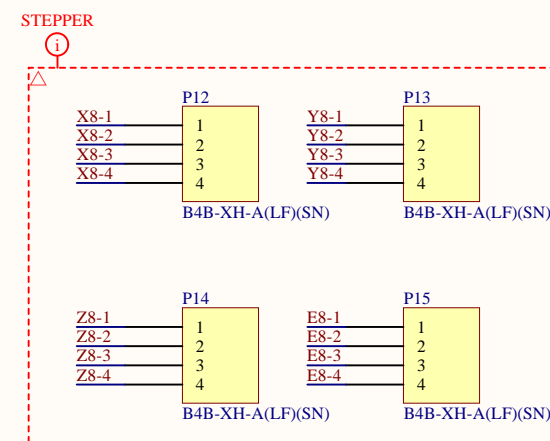 STEPPER
i
P12
X8-1
X8-2
X8-3
X8-4
1
2
3
4
B4B-XH-A(LF)(SN)
P13
Y8-1
Y8-2
Y8-3
Y8-4
1
2
3
4
B4B-XH-A(LF)(SN)
P14
Z8-1
Z8-2
Z8-3
Z8-4
1
2
3
4
B4B-XH-A(LF)(SN)
P15
E8-1
E8-2
E8-3
E8-4
1
2
3
4
B4B-XH-A(LF)(SN)